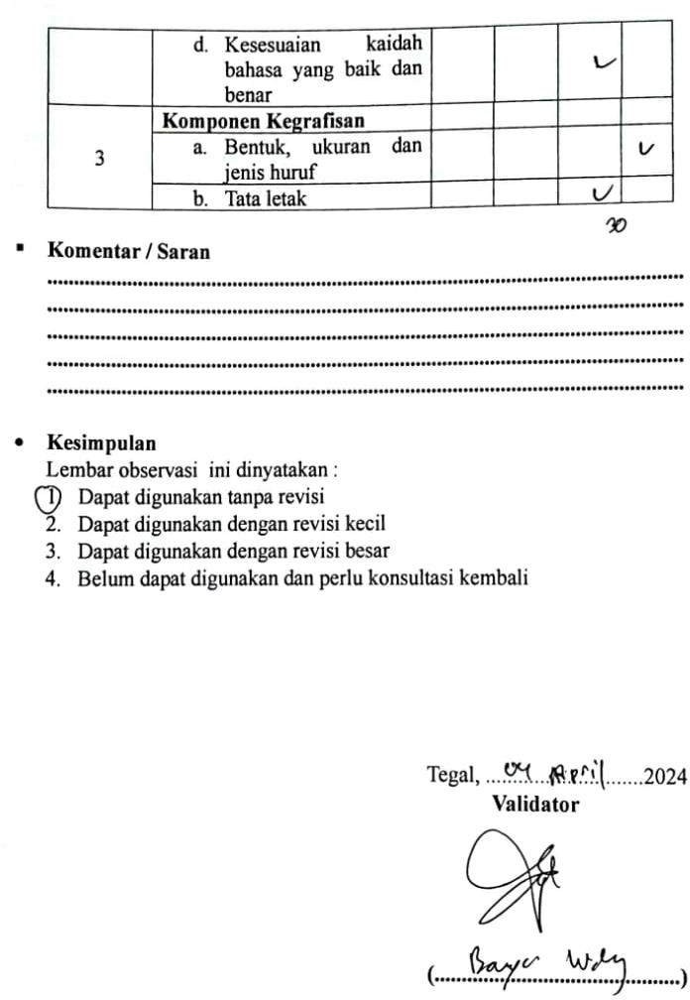 d. Kesesuaian kaidah
bahasa yang baik dan
benar
Komponen Kegrafisan
3
a. Bentuk, ukuran dan
jenis huruf
b. Tata letak
30
Komentar / Saran
Kesimpulan
Lembar observasi ini dinyatakan :
1 Dapat digunakan tanpa revisi
2. Dapat digunakan dengan revisi kecil
3. Dapat digunakan dengan revisi besar
4. Belum dapat digunakan dan perlu konsultasi kembali
Tegal, 04 April 2024
Validator